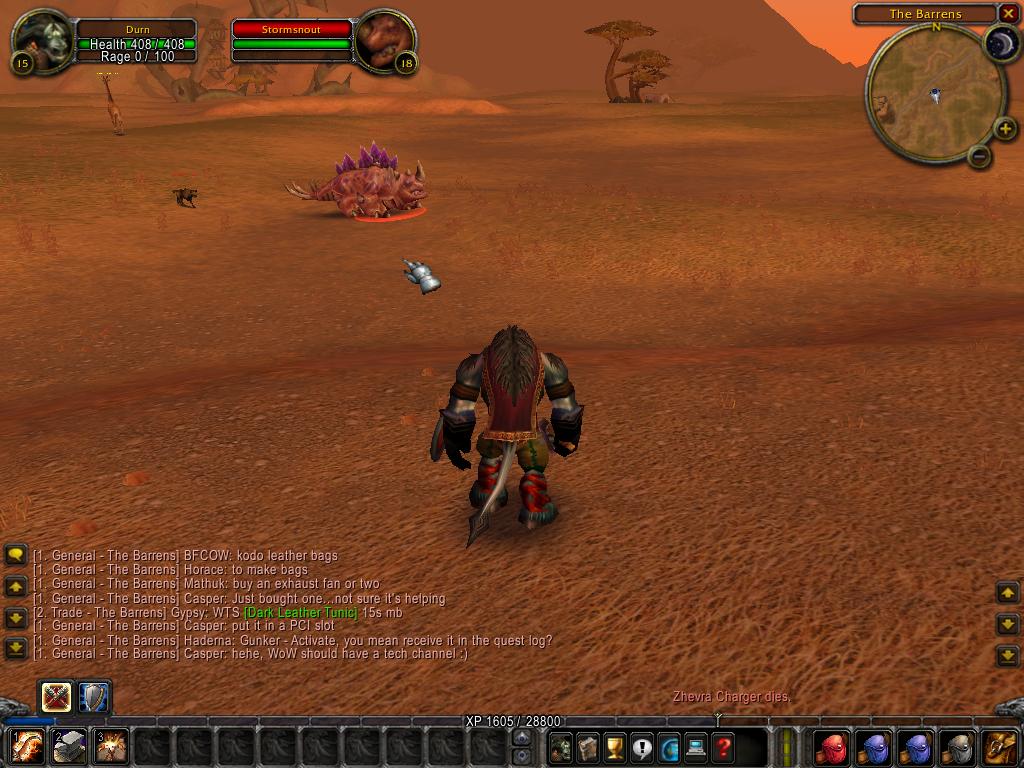 Durn
Health 408 / 408
Rage 0 / 100
15
Stormsnout
18
The Barrens
N
[1. General - The Barrens] BFCOW: kodo leather bags
[1. General - The Barrens] Horace: to make bags
[1. General - The Barrens] Mathuk: buy an exhaust fan or two
[1. General - The Barrens] Casper: Just bought one...not sure it's helping
[2. Trade - The Barrens] Gypsy: WTS [Dark Leather Tunic] 15s mb
[1. General - The Barrens] Casper: put it in a PCI slot
[1. General - The Barrens] Haderna: Gunker - Activate, you mean receive it in the quest log?
[1. General - The Barrens] Casper: hehe, WoW should have a tech channel :)
Zhevra Charger dies.
XP 1605 / 28800
1
2
3